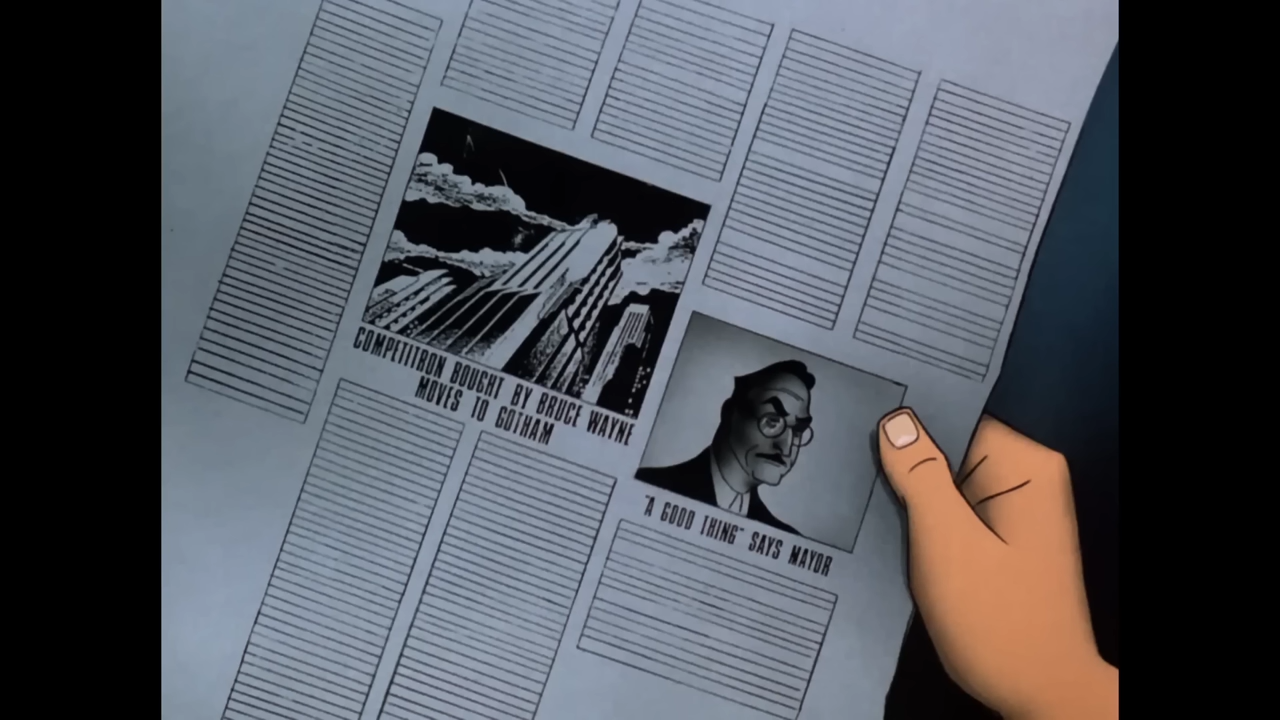 COMPETITRON BOUGHT BY BRUCE WAYNE
MOVES TO GOTHAM
"A GOOD THING" SAYS MAYOR